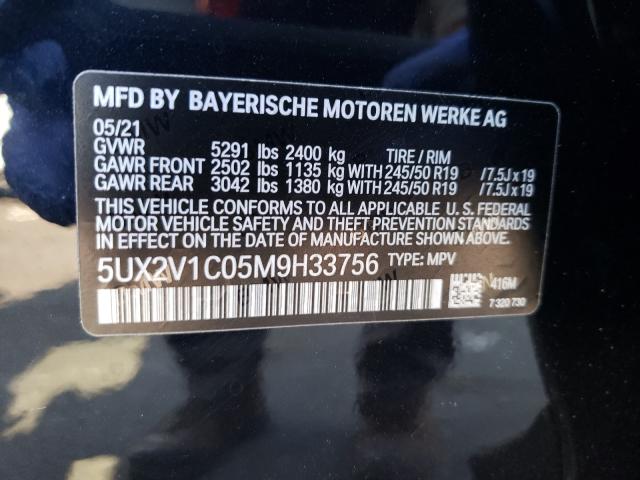 MFD BY BAYERISCHE MOTOREN WERKE AG
05/21
GVWR 5291 lbs 2400 kg TIRE / RIM
GAWR FRONT 2502 lbs 1135 kg WITH 245/50 R19 /7.5J x 19
GAWR REAR 3042 lbs 1380 kg WITH 245/50 R19 /7.5J x 19
THIS VEHICLE CONFORMS TO ALL APPLICABLE U. S. FEDERAL
MOTOR VEHICLE SAFETY AND THEFT PREVENTION STANDARDS
IN EFFECT ON THE DATE OF MANUFACTURE SHOWN ABOVE.
5UX2V1C05M9H33756 TYPE: MPV
416M
7 320 730